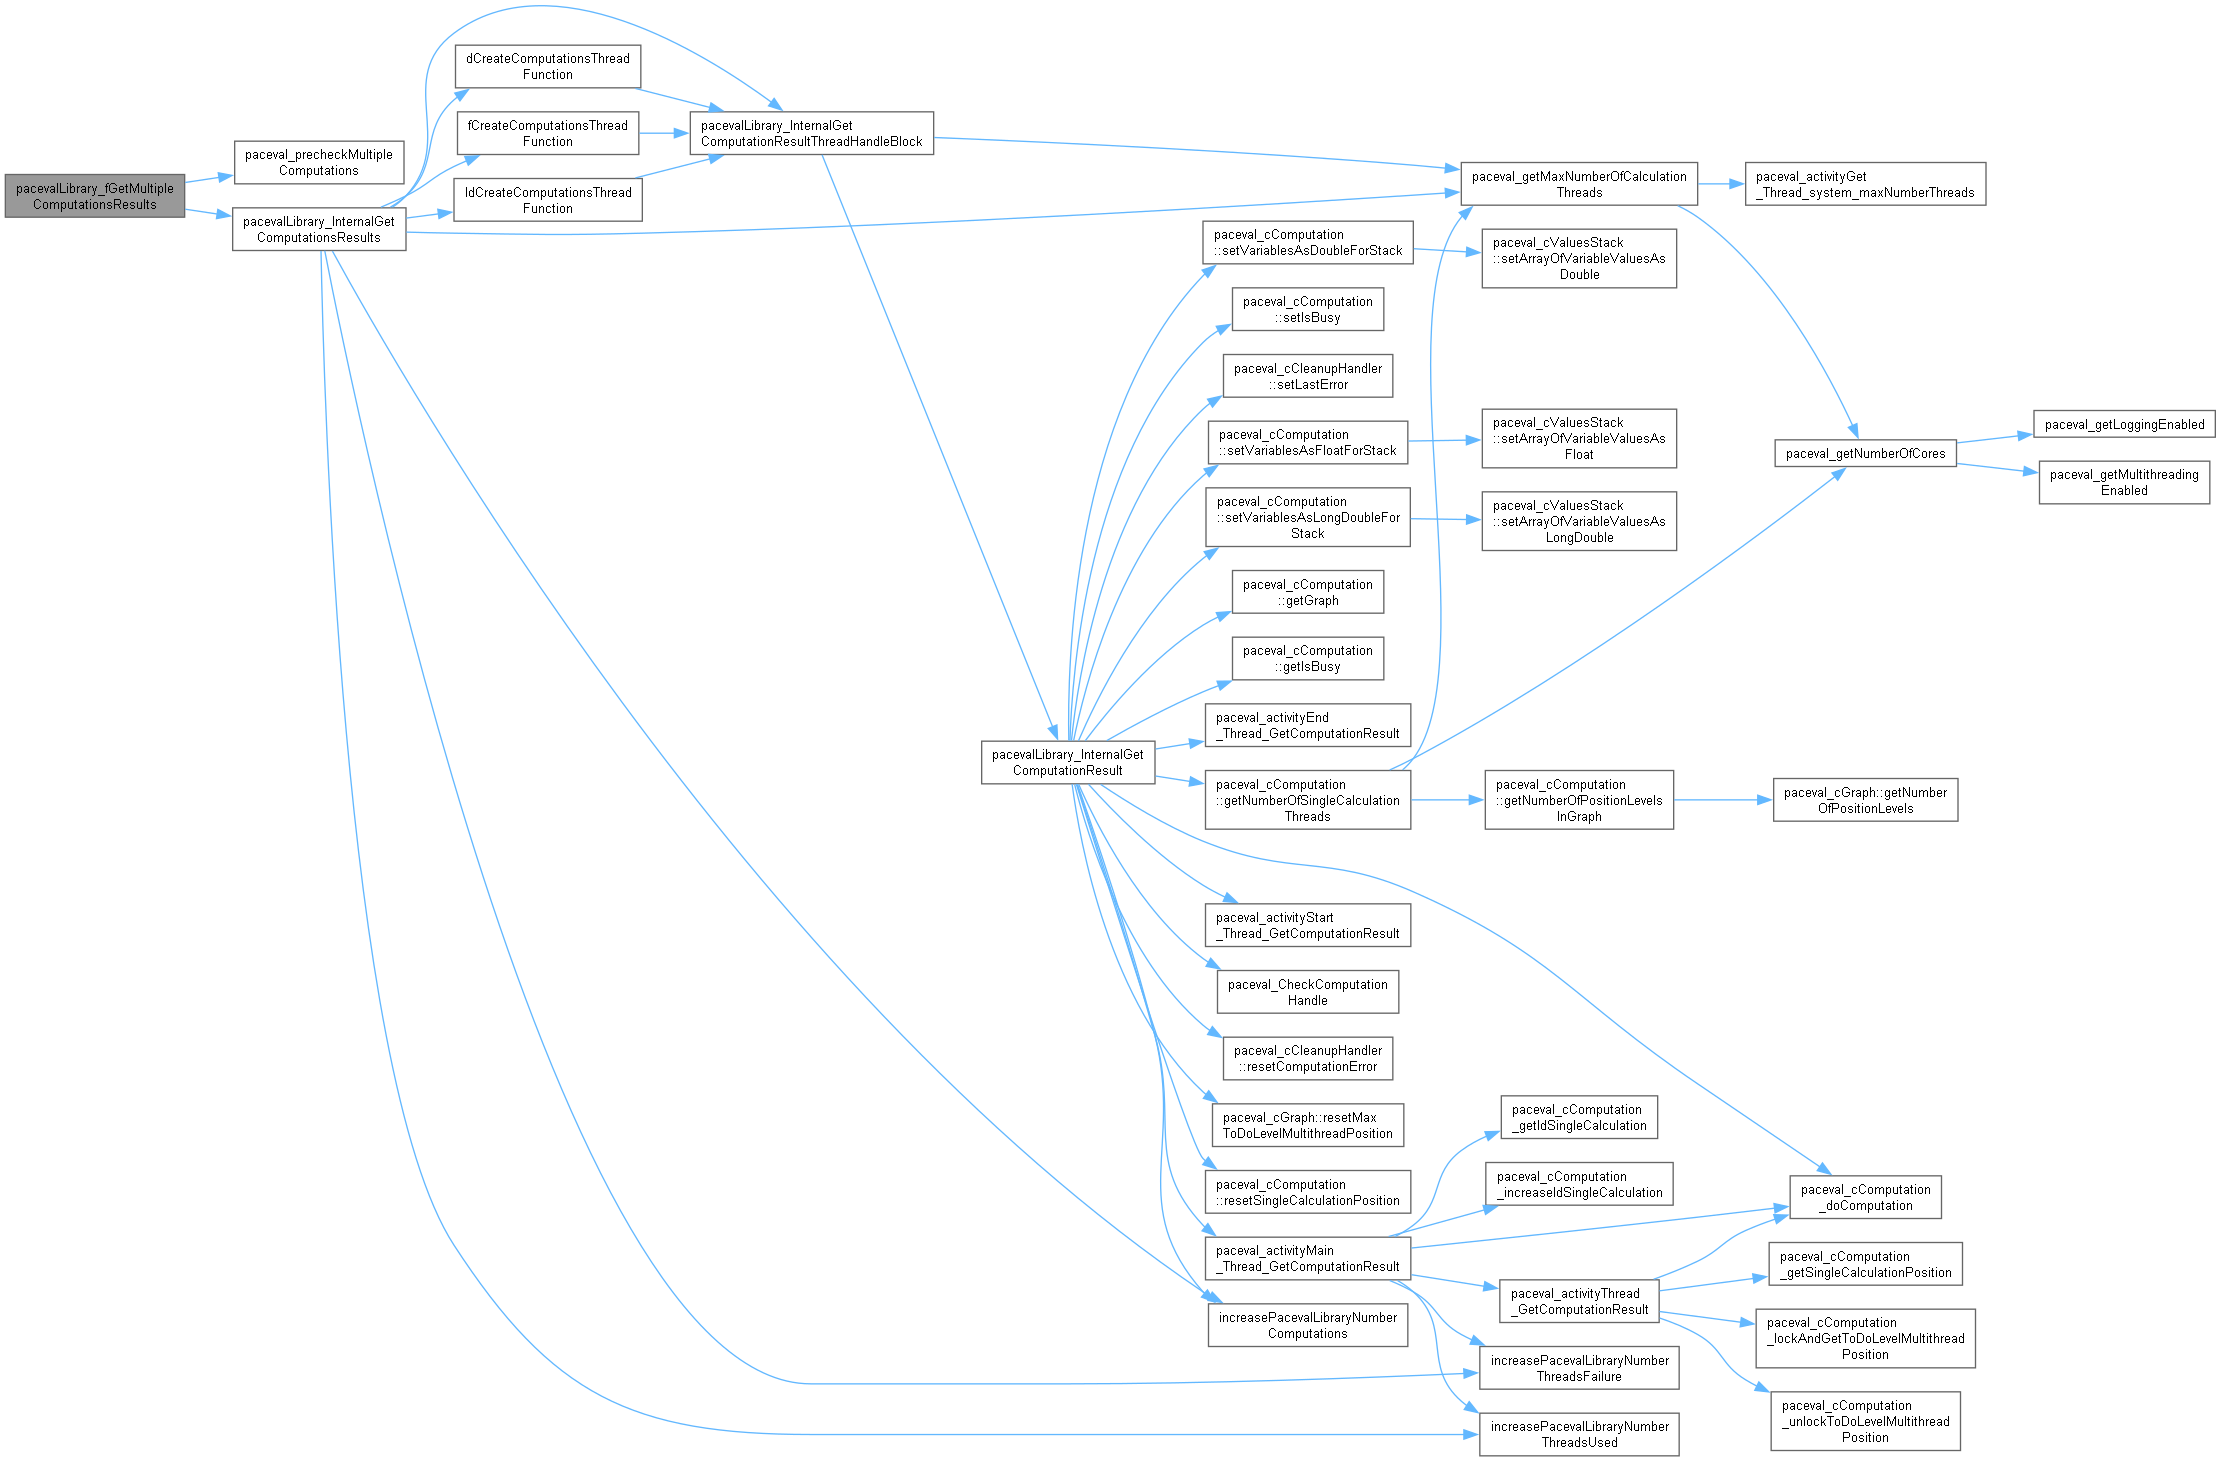 pacevalLibrary_fGetMultiple
ComputationsResults
paceval_precheckMultiple
Computations
pacevalLibrary_InternalGet
ComputationsResults
dCreateComputationsThread
Function
fCreateComputationsThread
Function
ldCreateComputationsThread
Function
pacevalLibrary_InternalGet
ComputationResultThreadHandleBlock
pacevalLibrary_InternalGet
ComputationResult
paceval_cComputation
::setVariablesAsDoubleForStack
paceval_cComputation
::setIsBusy
paceval_cCleanupHandler
::setLastError
paceval_cComputation
::setVariablesAsFloatForStack
paceval_cComputation
::setVariablesAsLongDoubleFor
Stack
paceval_cComputation
::getGraph
paceval_cComputation
::getIsBusy
paceval_activityEnd
_Thread_GetComputationResult
paceval_cComputation
::getNumberOfSingleCalculation
Threads
paceval_activityStart
_Thread_GetComputationResult
paceval_CheckComputation
Handle
paceval_cCleanupHandler
::resetComputationError
paceval_cGraph::resetMax
ToDoLevelMultithreadPosition
paceval_cComputation
::resetSingleCalculationPosition
paceval_activityMain
_Thread_GetComputationResult
increasePacevalLibraryNumber
Computations
paceval_getMaxNumberOfCalculation
Threads
paceval_cValuesStack
::setArrayOfVariableValuesAs
Double
paceval_cValuesStack
::setArrayOfVariableValuesAs
Float
paceval_cValuesStack
::setArrayOfVariableValuesAs
LongDouble
paceval_cComputation
::getNumberOfPositionLevels
InGraph
paceval_cComputation
_getIdSingleCalculation
paceval_cComputation
_increaseIdSingleCalculation
paceval_activityThread
_GetComputationResult
increasePacevalLibraryNumber
ThreadsFailure
increasePacevalLibraryNumber
ThreadsUsed
paceval_activityGet
_Thread_system_maxNumberThreads
paceval_getNumberOfCores
paceval_cGraph::getNumber
OfPositionLevels
paceval_cComputation
_doComputation
paceval_cComputation
_getSingleCalculationPosition
paceval_cComputation
_lockAndGetToDoLevelMultithread
Position
paceval_cComputation
_unlockToDoLevelMultithread
Position
paceval_getLoggingEnabled
paceval_getMultithreading
Enabled